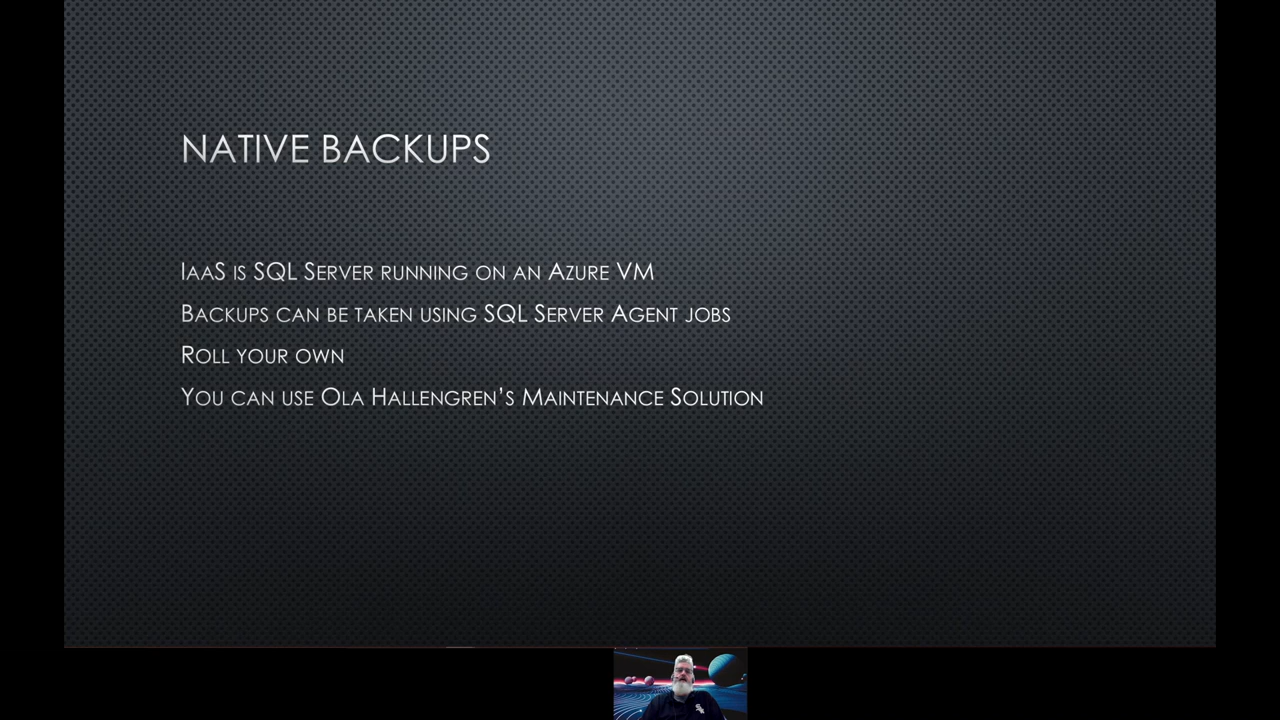 Native Backups
IaaS is SQL Server running on an Azure VM
Backups can be taken using SQL Server Agent jobs
Roll your own
You can use Ola Hallengren's Maintenance Solution